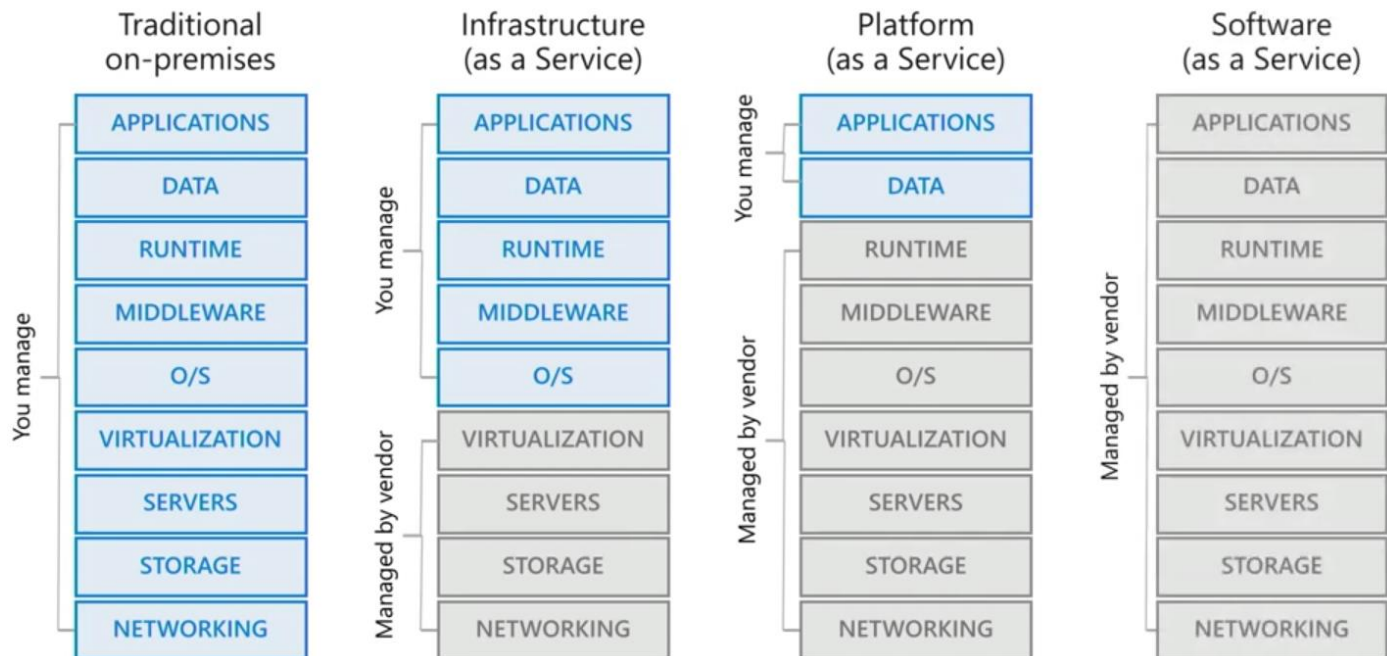 Traditional
on-premises
You manage
APPLICATIONS
DATA
RUNTIME
MIDDLEWARE
O/S
VIRTUALIZATION
SERVERS
STORAGE
NETWORKING
Infrastructure
(as a Service)
You manage
Managed by vendor
APPLICATIONS
DATA
RUNTIME
MIDDLEWARE
O/S
VIRTUALIZATION
SERVERS
STORAGE
NETWORKING
Platform
(as a Service)
You manage
Managed by vendor
APPLICATIONS
DATA
RUNTIME
MIDDLEWARE
O/S
VIRTUALIZATION
SERVERS
STORAGE
NETWORKING
Software
(as a Service)
Managed by vendor
APPLICATIONS
DATA
RUNTIME
MIDDLEWARE
O/S
VIRTUALIZATION
SERVERS
STORAGE
NETWORKING